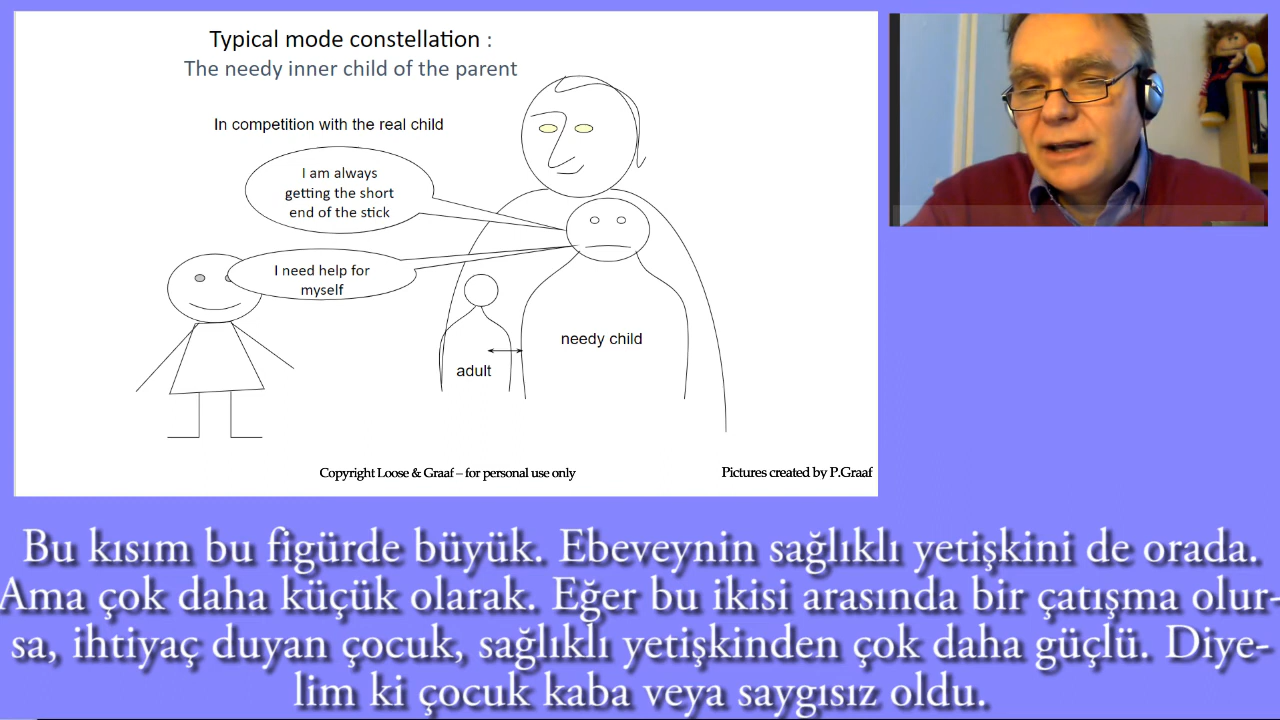 Typical mode constellation :
The needy inner child of the parent
In competition with the real child
I am always
getting the short
end of the stick
I need help for
myself
needy child
adult
Copyright Loose & Graaf – for personal use only
Pictures created by P.Graaf
Bu kısım bu figürde büyük. Ebeveynin sağlıklı yetişkini de orada.
Ama çok daha küçük olarak. Eğer bu ikisi arasında bir çatışma olur-
sa, ihtiyaç duyan çocuk, sağlıklı yetişkinden çok daha güçlü. Diye-
lim ki çocuk kaba veya saygısız oldu.